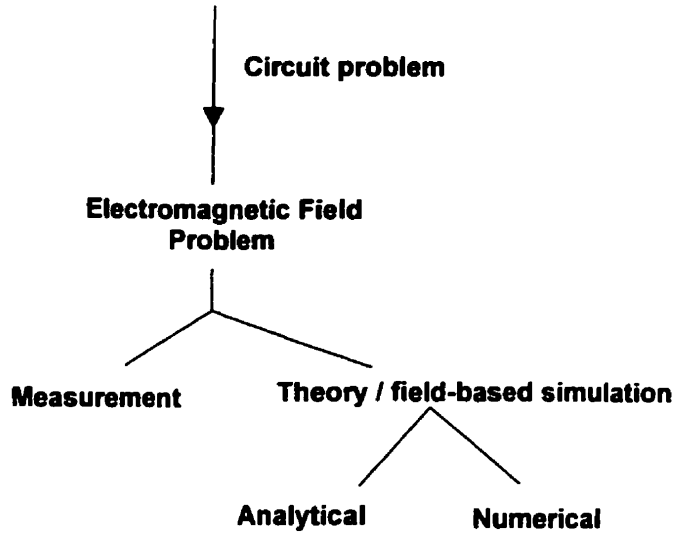 Circuit problem
Electromagnetic Field
Problem
Measurement
Theory / field-based simulation
Analytical
Numerical